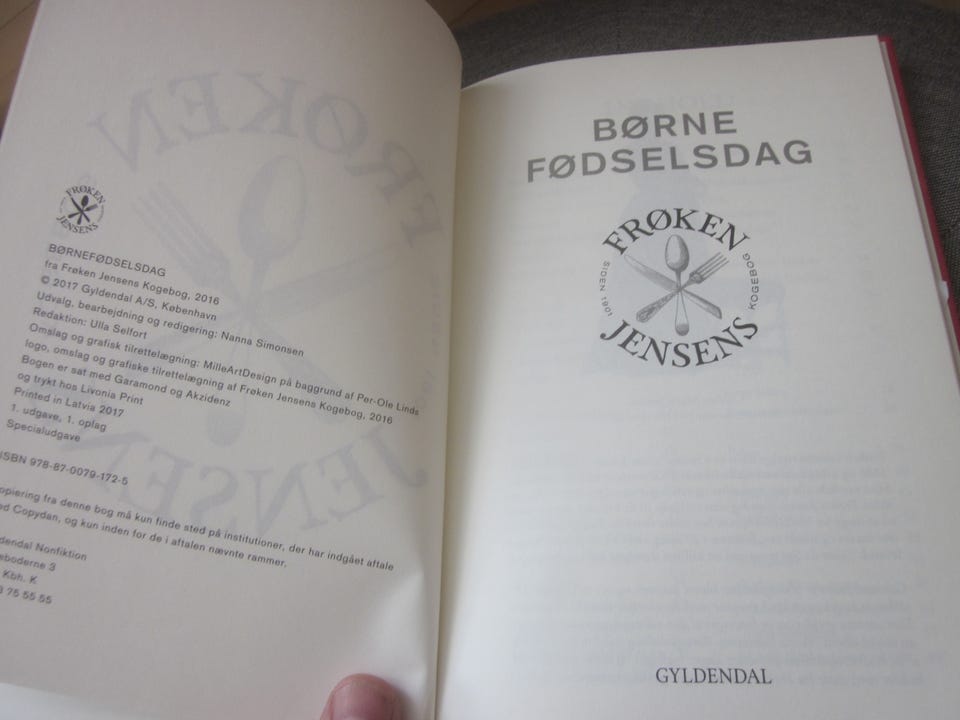 FRØKEN
JENSENS
BØRNEFØDSELSDAG
fra Frøken Jensens Kogebog, 2016
© 2017 Gyldendal A/S, København
Udvalg, bearbejdning og redigering: Nanna Simonsen
Redaktion: Ulla Selfort
Omslag og grafisk tilrettelægning: MilleArtDesign på baggrund af Per-Ole Linds
logo, omslag og grafiske tilrettelægning af Frøken Jensens Kogebog, 2016
Bogen er sat med Garamond og Akzidenz
og trykt hos Livonia Print
Printed in Latvia 2017
1. udgave, 1. oplag
Specialudgave
ISBN 978-87-0079-172-5
opiering fra denne bog må kun finde sted på institutioner, der har indgået aftale
ed Copydan, og kun inden for de i aftalen nævnte rammer.
dendal Nonfiktion
eboderne 3
Kbh. K
3 75 55 55
BØRNE
FØDSELSDAG
FRØKEN
SIDEN 1901
KOGEBOG
JENSENS
GYLDENDAL